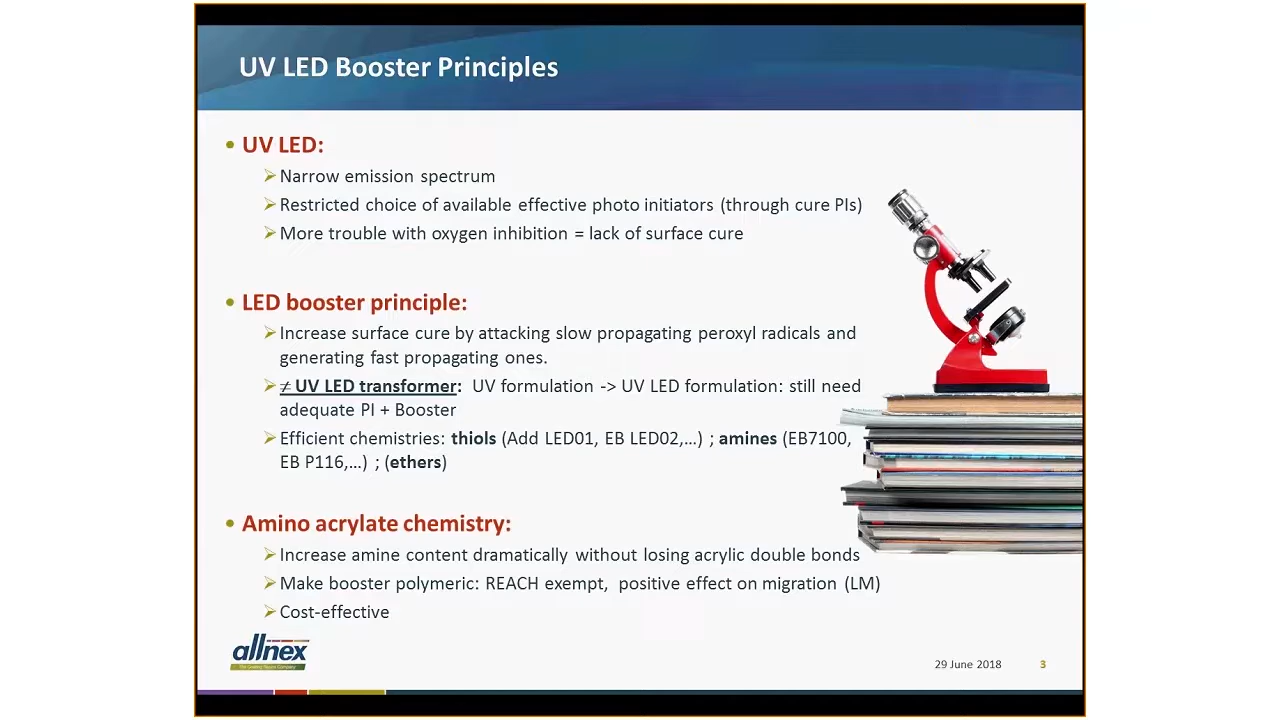 UV LED Booster Principles
• UV LED:
➢ Narrow emission spectrum
➢ Restricted choice of available effective photo initiators (through cure PIs)
➢ More trouble with oxygen inhibition = lack of surface cure
• LED booster principle:
➢ Increase surface cure by attacking slow propagating peroxyl radicals and
generating fast propagating ones.
➢ ≠ UV LED transformer: UV formulation -> UV LED formulation: still need
adequate PI + Booster
➢ Efficient chemistries: thiols (Add LED01, EB LED02,…) ; amines (EB7100,
EB P116,…) ; (ethers)
• Amino acrylate chemistry:
➢ Increase amine content dramatically without losing acrylic double bonds
➢ Make booster polymeric: REACH exempt, positive effect on migration (LM)
➢ Cost-effective
allnex
29 June 2018 3